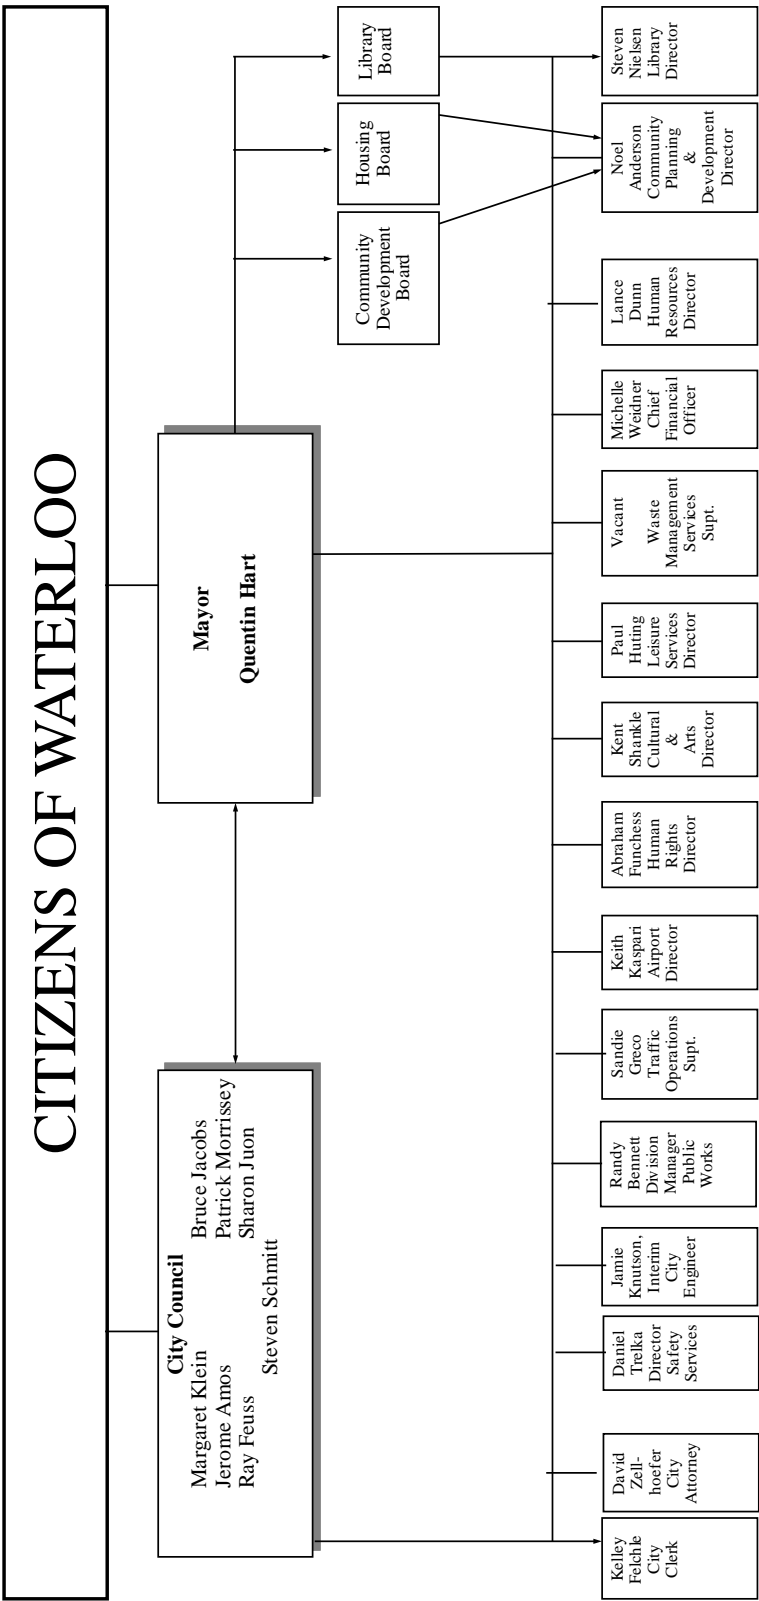 CITIZENS OF WATERLOO
City Council
Margaret Klein Bruce Jacobs
Jerome Amos Patrick Morrissey
Ray Feuss Sharon Juon
Steven Schmitt
Mayor
Quentin Hart
Community
Development
Board
Housing
Board
Library
Board
Kelley
Felchle
City
Clerk
David
Zell-
hoefer
City
Attorney
Daniel
Trelka
Director
Safety
Services
Jamie
Knutson,
Interim
City
Engineer
Randy
Bennett
Division
Manager
Public
Works
Sandie
Greco
Traffic
Operations
Supt.
Keith
Kaspari
Airport
Director
Abraham
Funchess
Human
Rights
Director
Kent
Shankle
Cultural
&
Arts
Director
Paul
Huting
Leisure
Services
Director
Vacant
Waste
Management
Services
Supt.
Michelle
Weidner
Chief
Financial
Officer
Lance
Dunn
Human
Resources
Director
Noel
Anderson
Community
Planning
&
Development
Director
Steven
Nielsen
Library
Director